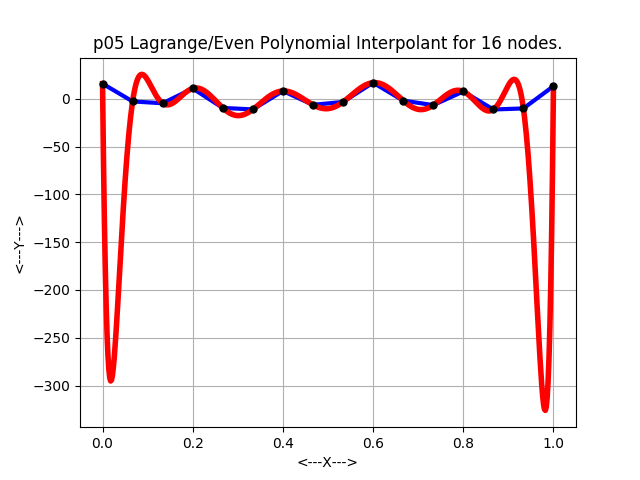 p05 Lagrange/Even Polynomial Interpolant for 16 nodes.
0
−50
−100
−150
−200
−250
−300
<---Y--->
0.0 0.2 0.4 0.6 0.8 1.0
<---X--->